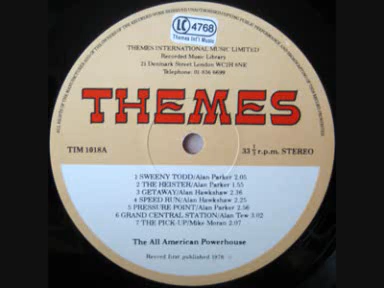 LC 4768
Themes Int'l Music
THEMES INTERNATIONAL MUSIC LIMITED
Recorded Music Library
21 Denmark Street London WC2H 8NE
Telephone: 01 836 6699
THEMES
TIM 1018A
33 1/3 r.p.m. STEREO
1 SWEENY TODD/Alan Parker 2.05
2 THE HEISTER/Alan Parker 1.55
3 GETAWAY/Alan Hawkshaw 2.36
4 SPEED RUN/Alan Hawkshaw 2.25
5 PRESSURE POINT/Alan Parker 2.56
6 GRAND CENTRAL STATION/Alan Tew 3.02
7 THE PICK-UP/Mike Moran 2.07
The All American Powerhouse
Record first published 1976